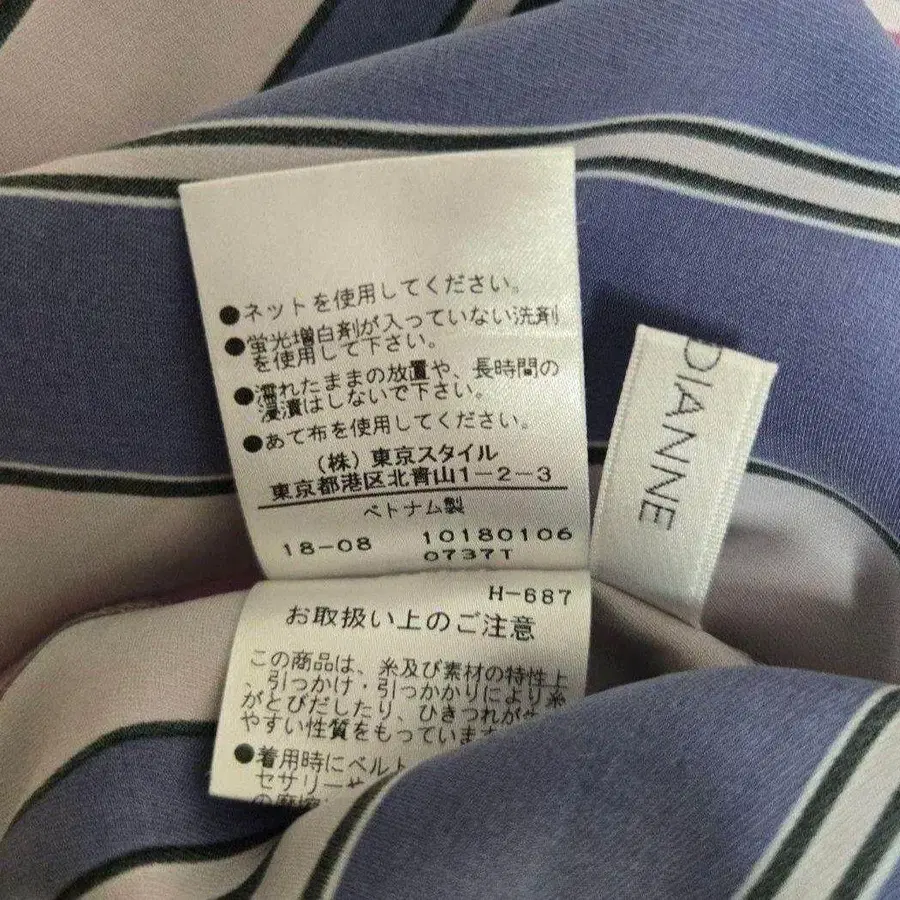 ●ネットを使用してください。
●蛍光増白剤が入っていない洗剤
を使用して下さい。
●濡れたままの放置や、長時間の
浸漬はしないで下さい。
●あて布を使用してください。
(株)東京スタイル
東京都港区北青山1-2-3
ベトナム製
18-08 10180106
0737T
DIANNE
H-687
お取扱い上のご注意
この商品は、糸及び素材の特性上
、引っかけ・引っかかりにより糸
がとびだしたり、ひきつれが
やすい性質をもっています
●着用時にベルト
セサリー
の摩擦